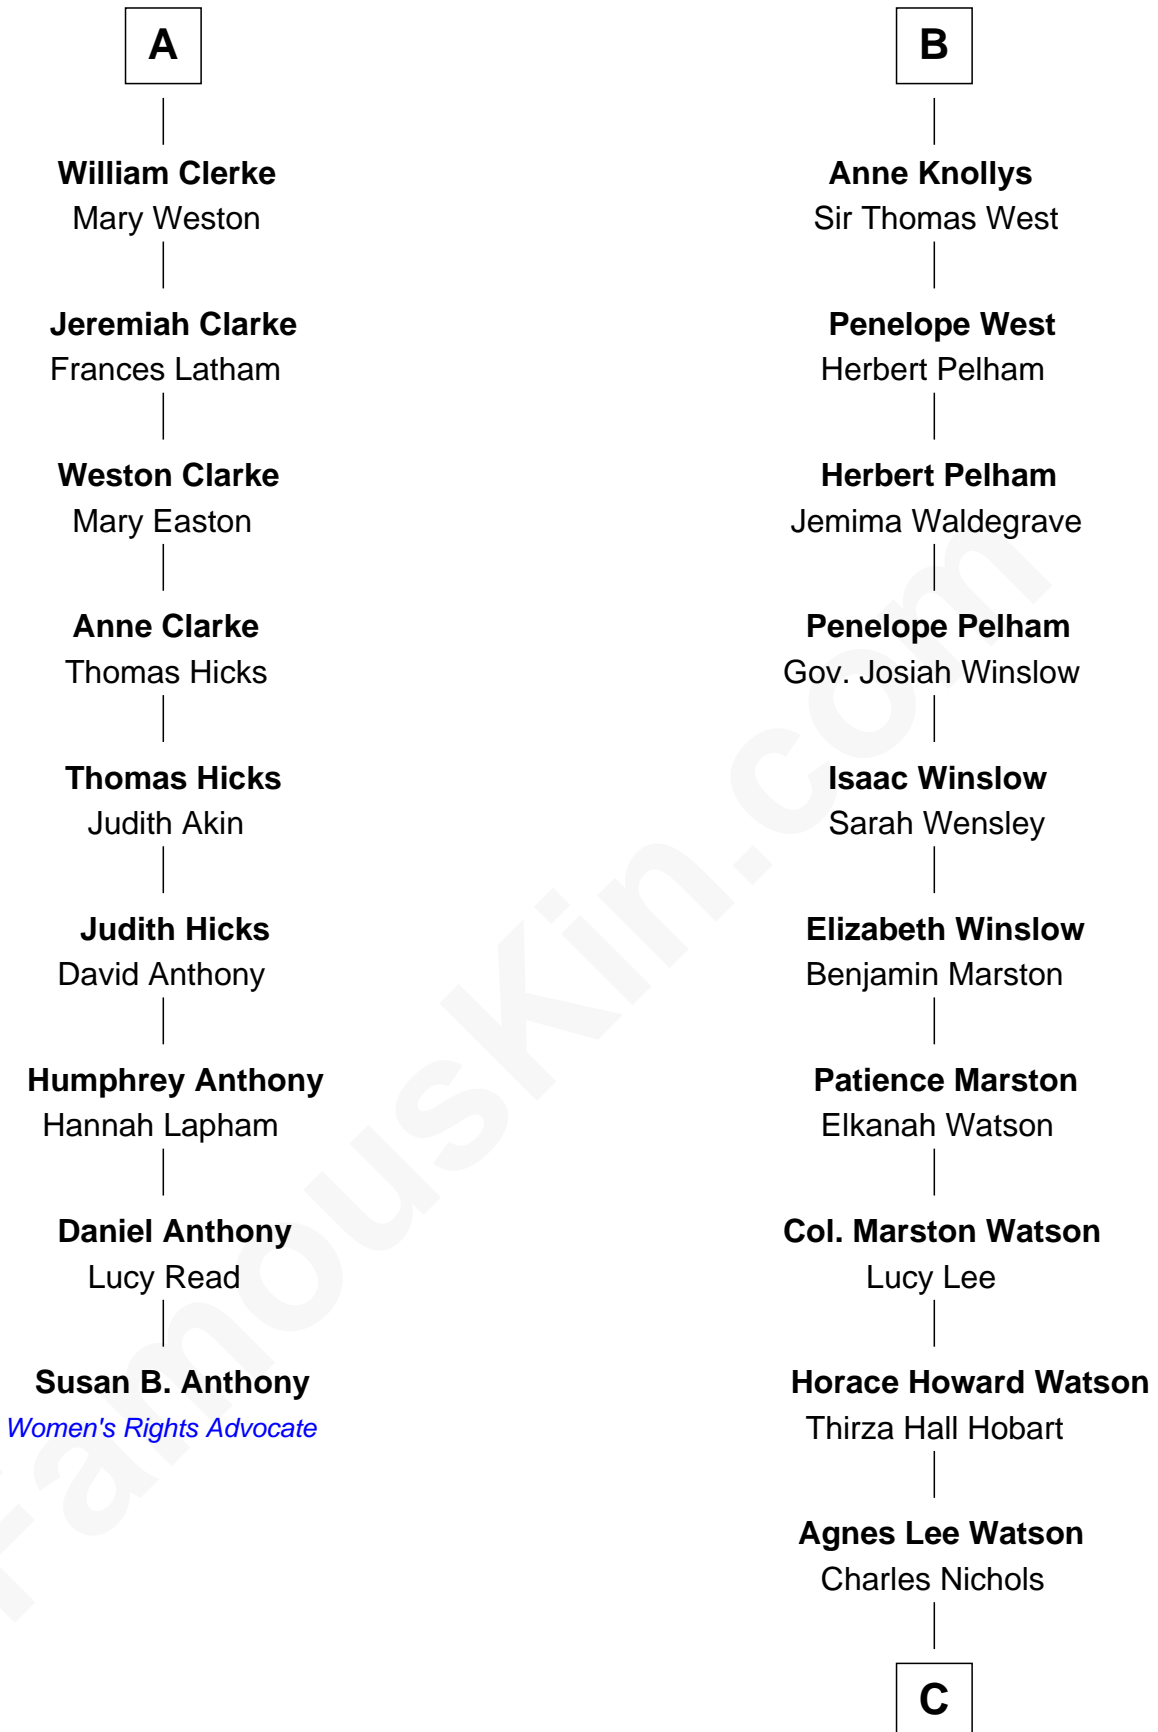 A
William Clerke
Mary Weston
Jeremiah Clarke
Frances Latham
Weston Clarke
Mary Easton
Anne Clarke
Thomas Hicks
Thomas Hicks
Judith Akin
Judith Hicks
David Anthony
Humphrey Anthony
Hannah Lapham
Daniel Anthony
Lucy Read
Susan B. Anthony
Women's Rights Advocate
B
Anne Knollys
Sir Thomas West
Penelope West
Herbert Pelham
Herbert Pelham
Jemima Waldegrave
Penelope Pelham
Gov. Josiah Winslow
Isaac Winslow
Sarah Wensley
Elizabeth Winslow
Benjamin Marston
Patience Marston
Elkanah Watson
Col. Marston Watson
Lucy Lee
Horace Howard Watson
Thirza Hall Hobart
Agnes Lee Watson
Charles Nichols
C
FamousKin.com